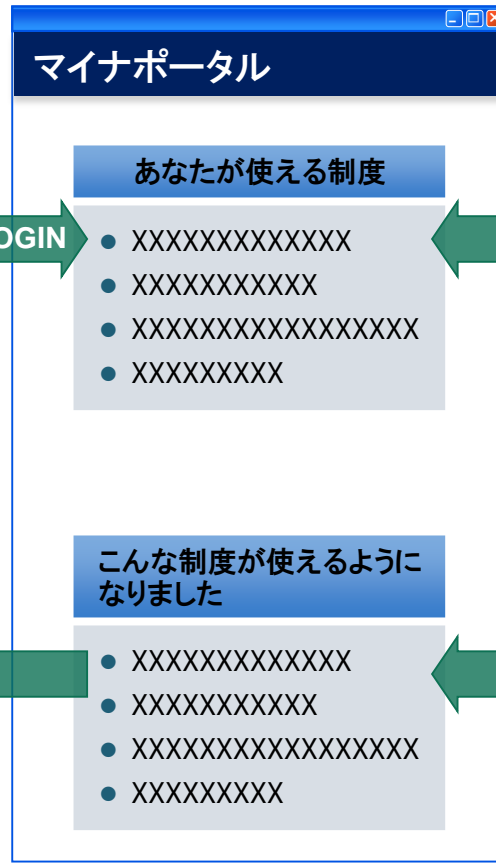 マイナポータル
あなたが使える制度
OGIN
XXXXXXXXXXXXX
XXXXXXXXXXX
XXXXXXXXXXXXXXXXX
XXXXXXXXX
こんな制度が使えるように
なりました
XXXXXXXXXXXXX
XXXXXXXXXXX
XXXXXXXXXXXXXXXXX
XXXXXXXXX